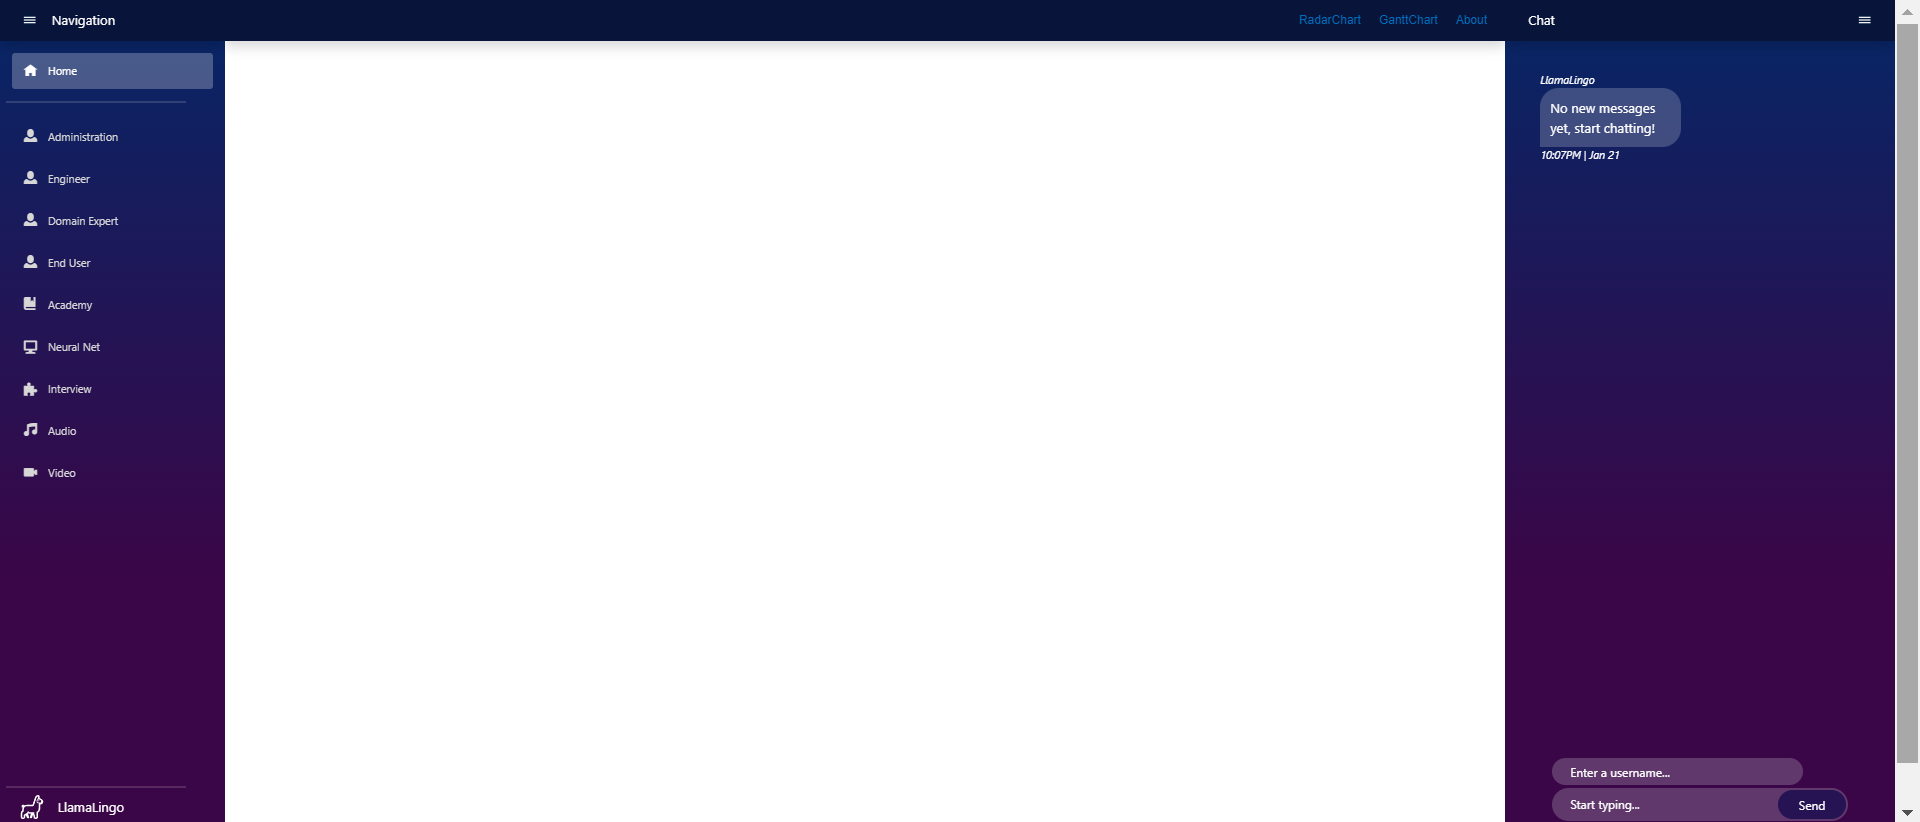 Navigation
RadarChart GanttChart About
Chat
Home
Administration
Engineer
Domain Expert
End User
Academy
Neural Net
Interview
Audio
Video
LlamaLingo
LlamaLingo
No new messages
yet, start chatting!
10:07PM | Jan 21
Enter a username...
Start typing...
Send